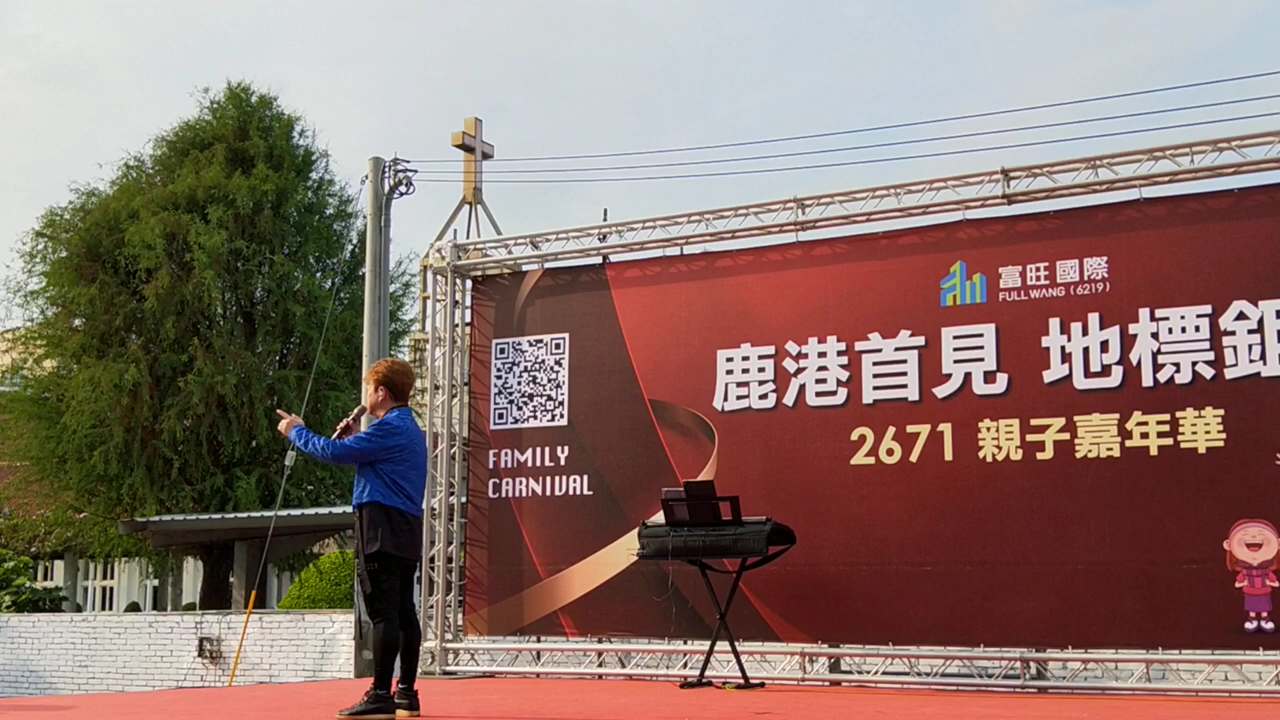 富旺國際
FULL WANG (6219)
鹿港首見 地標鉅
2671 親子嘉年華
FAMILY
CARNIVAL